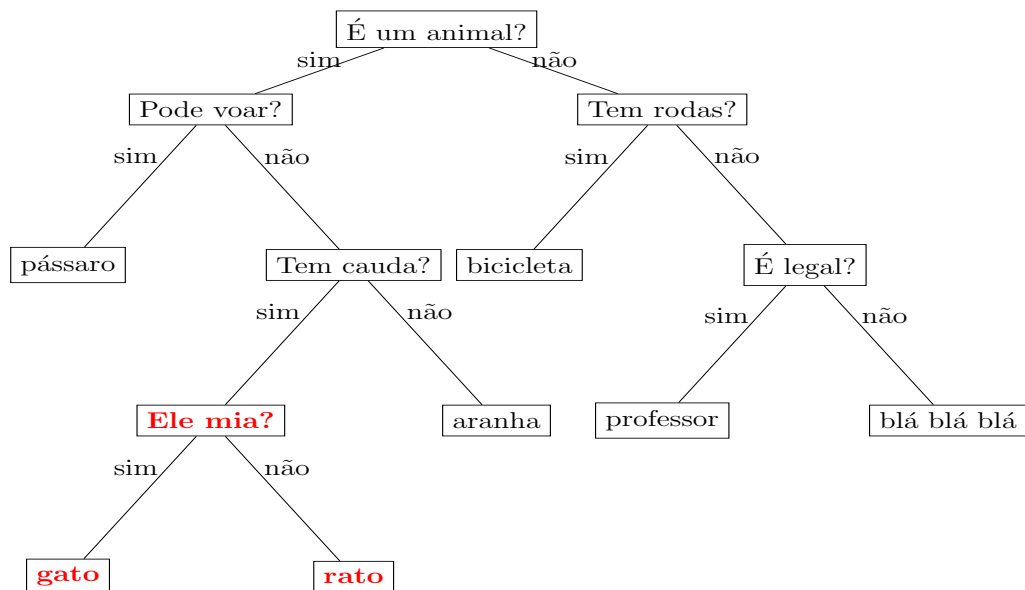 É um animal?
sim não
Pode voar? Tem rodas?
sim não sim não
pássaro Tem cauda? bicicleta É legal?
sim não sim não
Ele mia? aranha professor blá blá blá
sim não
gato rato